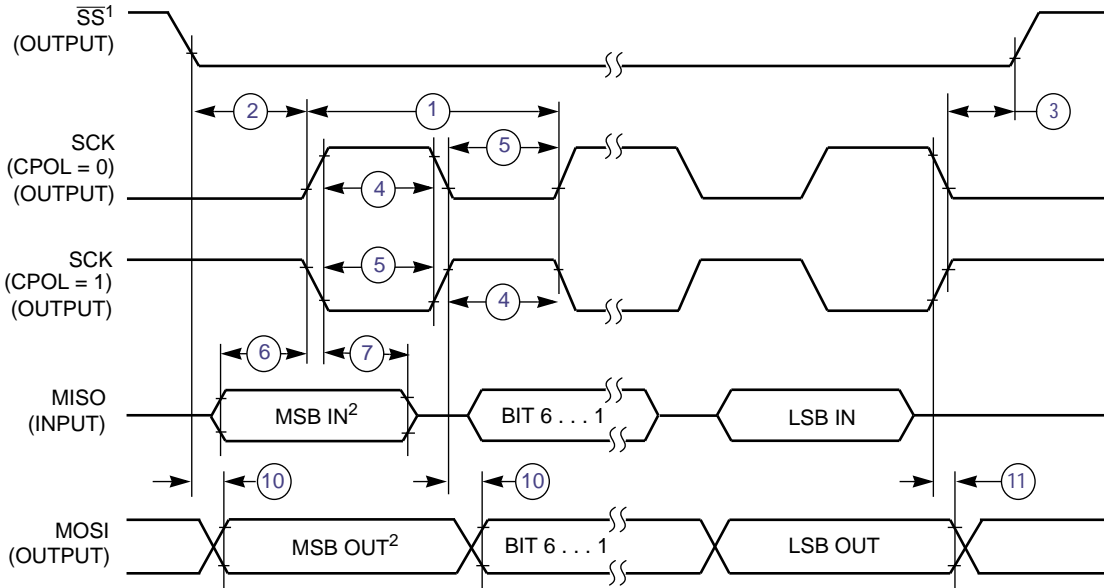 SS¹
(OUTPUT)
2
1
3
SCK
(CPOL = 0)
(OUTPUT)
5
4
SCK
(CPOL = 1)
(OUTPUT)
5
4
6
7
MISO
(INPUT)
MSB IN²
BIT 6 . . . 1
LSB IN
10
10
11
MOSI
(OUTPUT)
MSB OUT²
BIT 6 . . . 1
LSB OUT